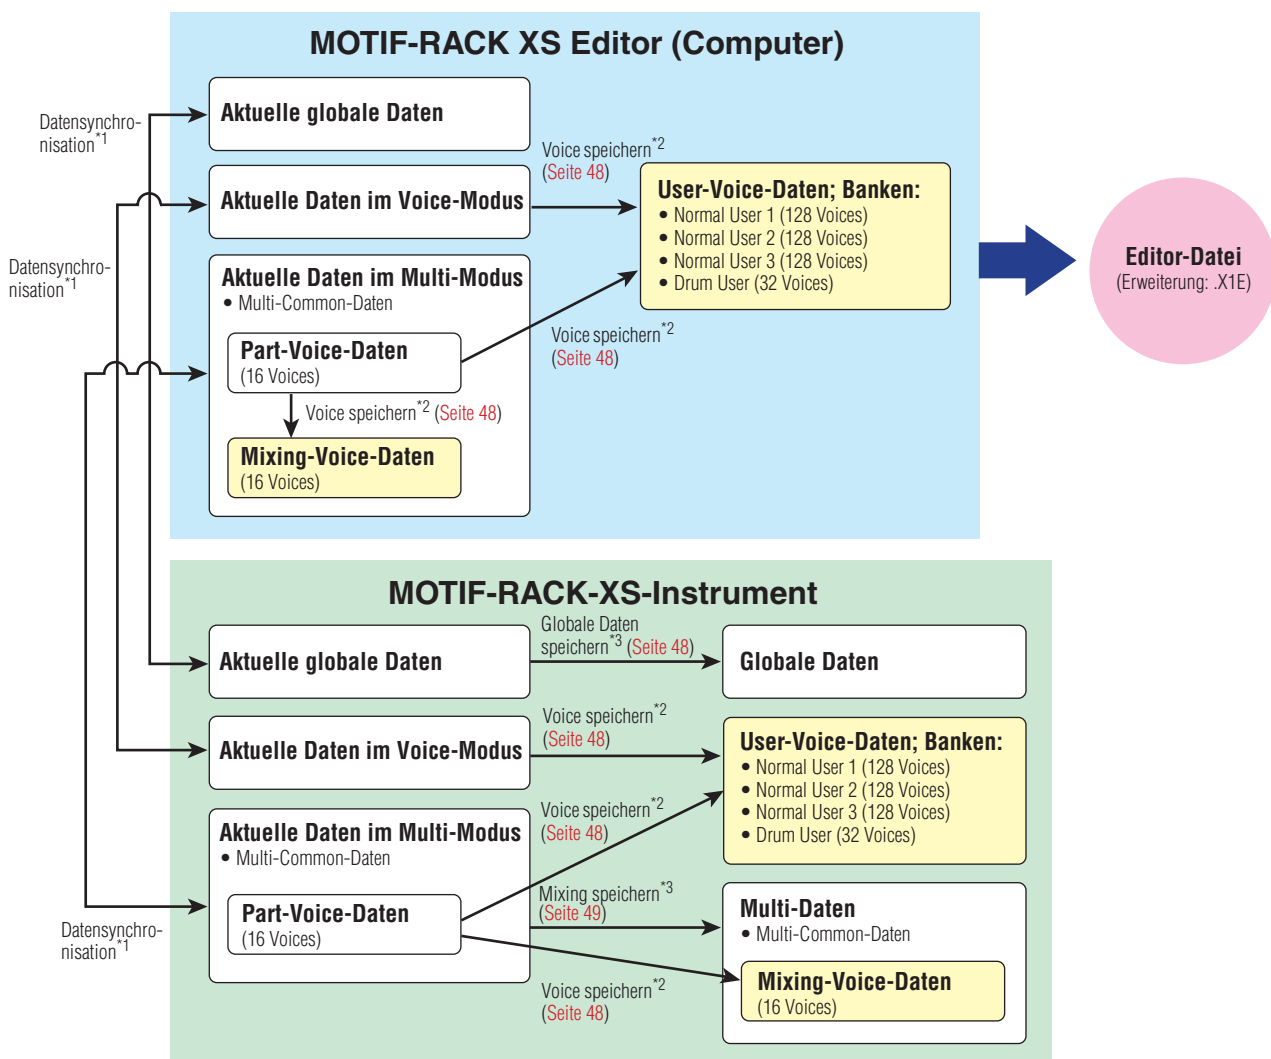 MOTIF-RACK XS Editor (Computer)
Aktuelle globale Daten
Datensynchro-
nisation*1
Voice speichern*2
(Seite 48)
Aktuelle Daten im Voice-Modus
User-Voice-Daten; Banken:
• Normal User 1 (128 Voices)
• Normal User 2 (128 Voices)
• Normal User 3 (128 Voices)
• Drum User (32 Voices)
Editor-Datei
(Erweiterung: .X1E)
Datensynchro-
nisation*1
Aktuelle Daten im Multi-Modus
• Multi-Common-Daten
Voice speichern*2
(Seite 48)
Part-Voice-Daten
(16 Voices)
Voice speichern*2 (Seite 48)
Mixing-Voice-Daten
(16 Voices)
MOTIF-RACK-XS-Instrument
Globale Daten
speichern*3 (Seite 48)
Aktuelle globale Daten
Globale Daten
Voice speichern*2
(Seite 48)
Aktuelle Daten im Voice-Modus
User-Voice-Daten; Banken:
• Normal User 1 (128 Voices)
• Normal User 2 (128 Voices)
• Normal User 3 (128 Voices)
• Drum User (32 Voices)
Voice speichern*2
(Seite 48)
Aktuelle Daten im Multi-Modus
• Multi-Common-Daten
Mixing speichern*3
(Seite 49)
Part-Voice-Daten
(16 Voices)
Multi-Daten
• Multi-Common-Daten
Datensynchro-
nisation*1
Mixing-Voice-Daten
(16 Voices)
Voice speichern*2
(Seite 48)